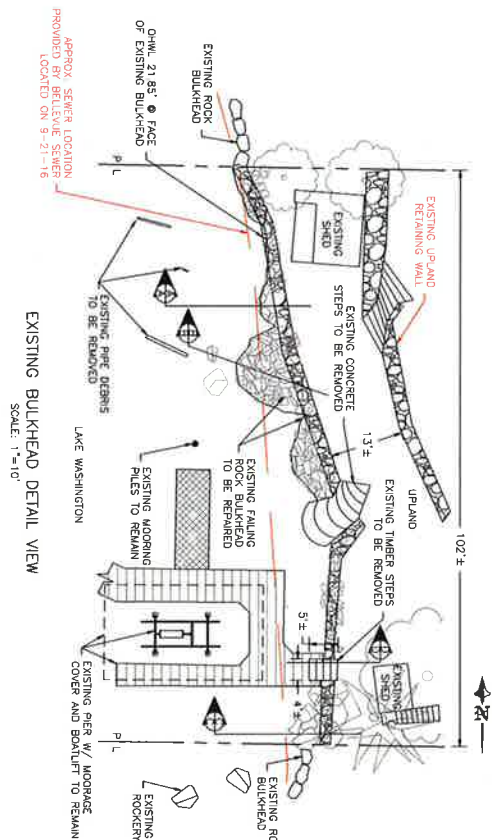 N
102'±
EXISTING UPLAND
RETAINING WALL
UPLAND
13'±
EXISTING
SHED
EXISTING
SHED
EXISTING CONCRETE
STEPS TO BE REMOVED
EXISTING TIMBER STEPS
TO BE REMOVED
5'±
4'±
EXISTING ROCK
BULKHEAD
P L
P L
OHWL 21.85' @ FACE
OF EXISTING BULKHEAD
APPROX. SEWER LOCATION
PROVIDED BY BELLEVUE SEWER
LOCATED ON 9-21-16
EXISTING PIPE DEBRIS
TO BE REMOVED
EXISTING FAILING
ROCK BULKHEAD
TO BE REPAIRED
EXISTING MOORING
PILES TO REMAIN
LAKE WASHINGTON
EXISTING PIER W/ MOORAGE
COVER AND BOATLIFT TO REMAIN
EXISTING RO
BULKHEAD
EXISTING
ROCKERY
EXISTING BULKHEAD DETAIL VIEW
SCALE: 1"=10'